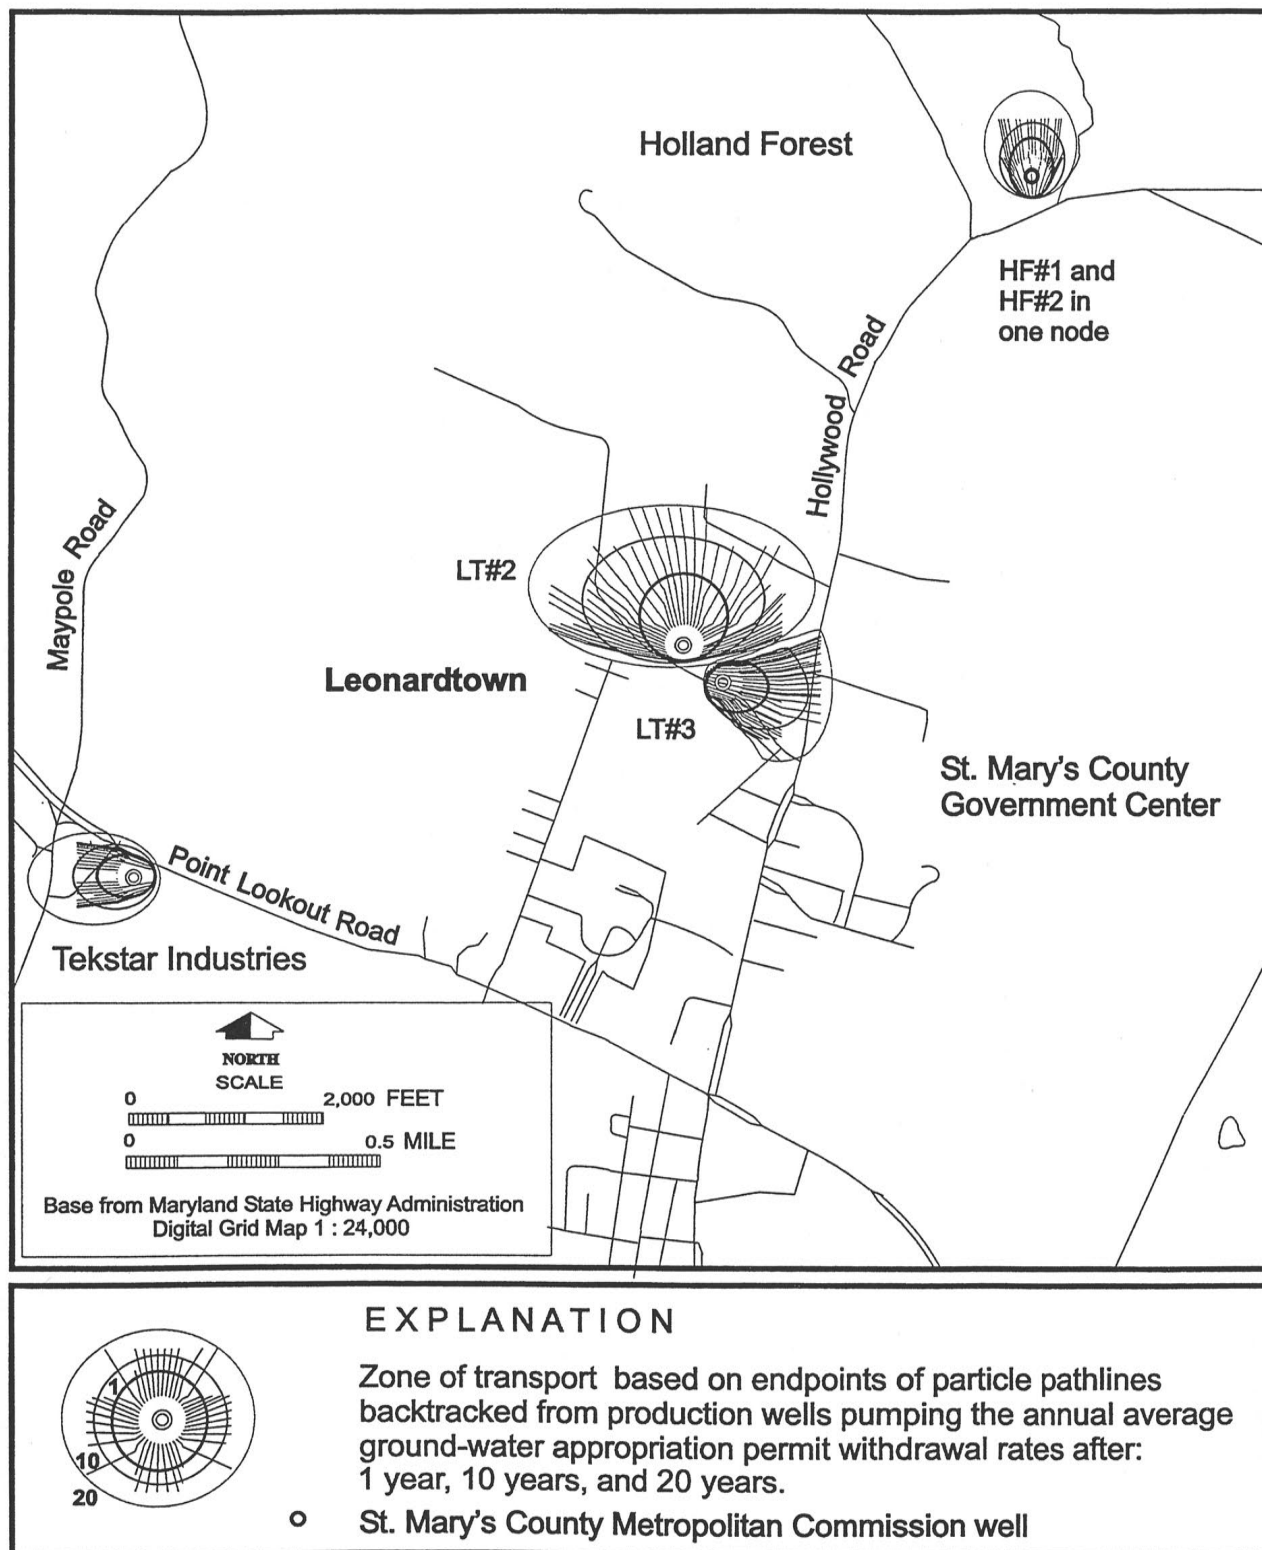 Holland Forest
HF#1 and
HF#2 in
one node
Hollywood Road
Maypole Road
LT#2
Leonardtown
LT#3
St. Mary's County
Government Center
Point Lookout Road
Tekstar Industries
NORTH
SCALE
0 2,000 FEET
0 0.5 MILE
Base from Maryland State Highway Administration
Digital Grid Map 1 : 24,000
EXPLANATION
1
10
20
Zone of transport based on endpoints of particle pathlines
backtracked from production wells pumping the annual average
ground-water appropriation permit withdrawal rates after:
1 year, 10 years, and 20 years.
St. Mary's County Metropolitan Commission well